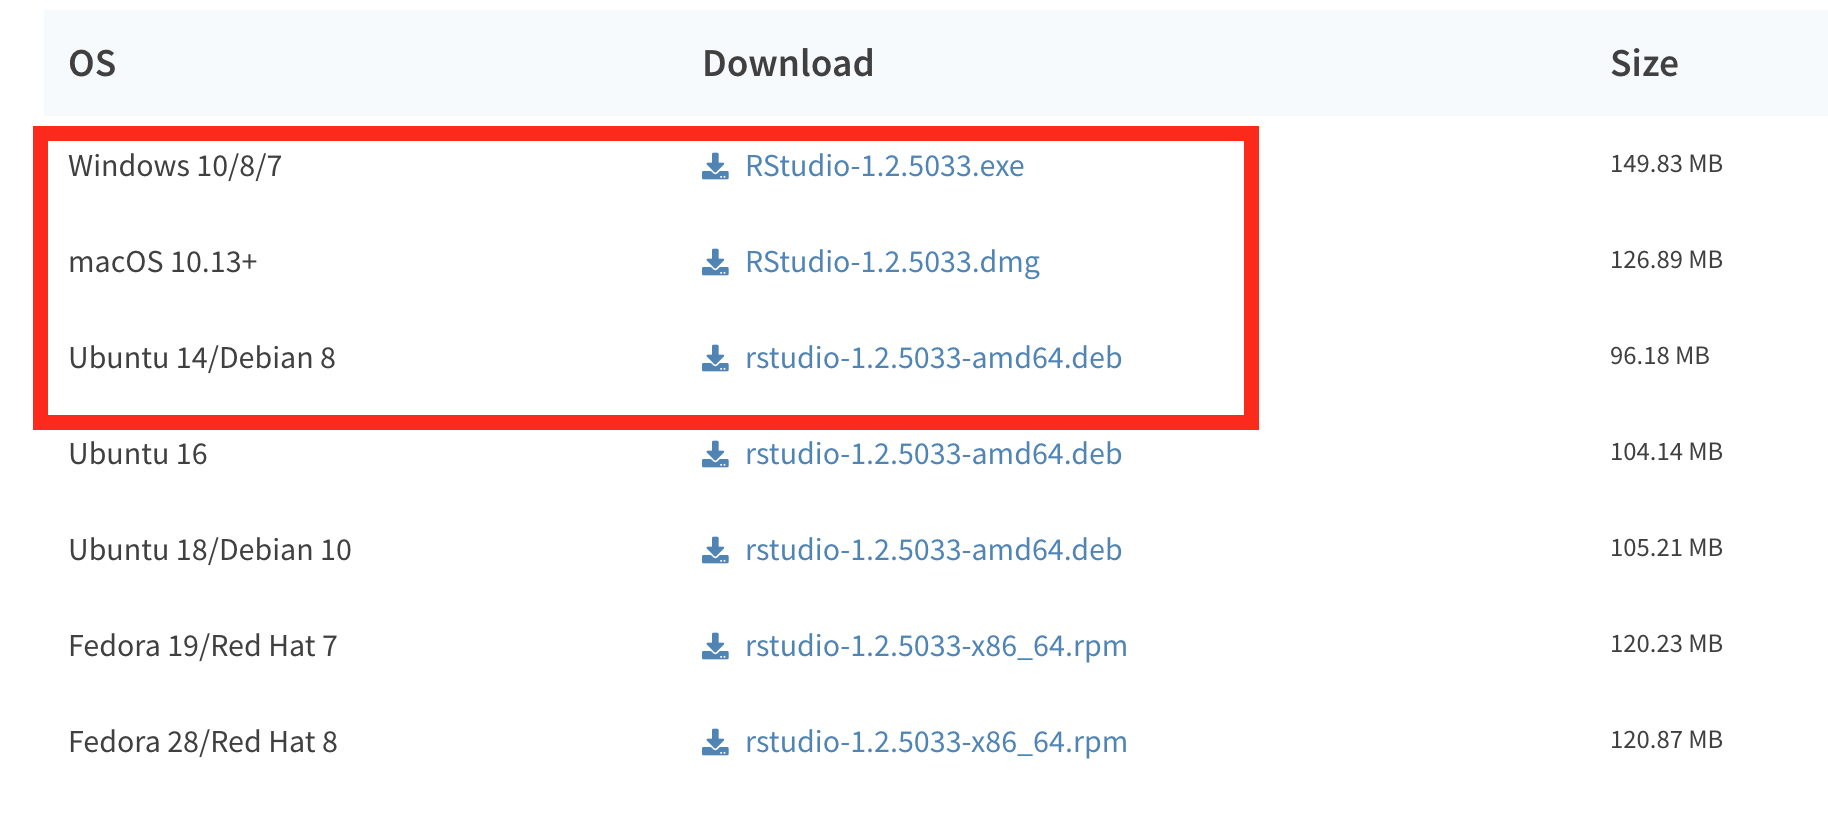 OS Download Size
Windows 10/8/7 RStudio-1.2.5033.exe 149.83 MB
macOS 10.13+ RStudio-1.2.5033.dmg 126.89 MB
Ubuntu 14/Debian 8 rstudio-1.2.5033-amd64.deb 96.18 MB
Ubuntu 16 rstudio-1.2.5033-amd64.deb 104.14 MB
Ubuntu 18/Debian 10 rstudio-1.2.5033-amd64.deb 105.21 MB
Fedora 19/Red Hat 7 rstudio-1.2.5033-x86_64.rpm 120.23 MB
Fedora 28/Red Hat 8 rstudio-1.2.5033-x86_64.rpm 120.87 MB